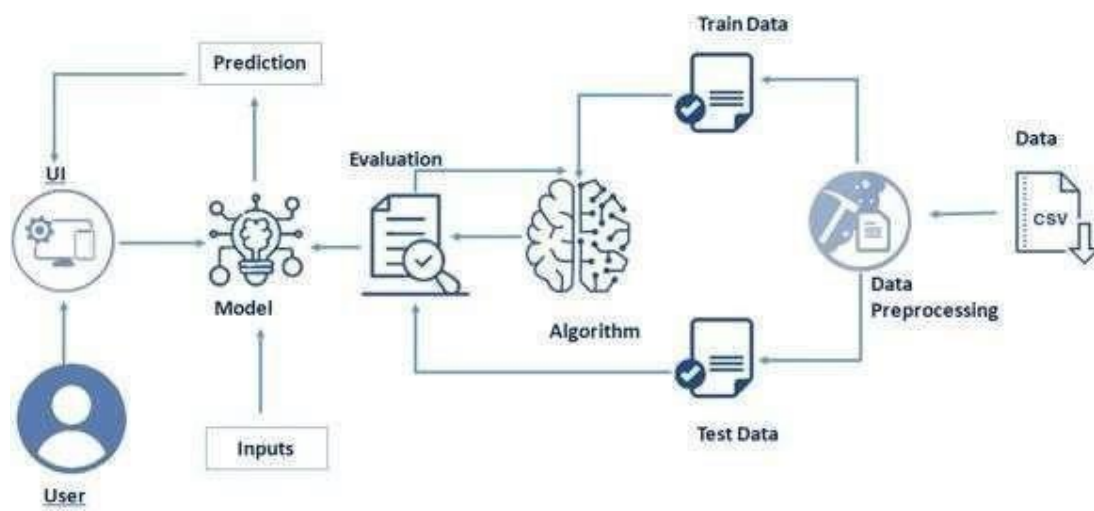 Train Data
Prediction
Data
Evaluation
UI
CSV
Model
Data
Preprocessing
Algorithm
Inputs
Test Data
User